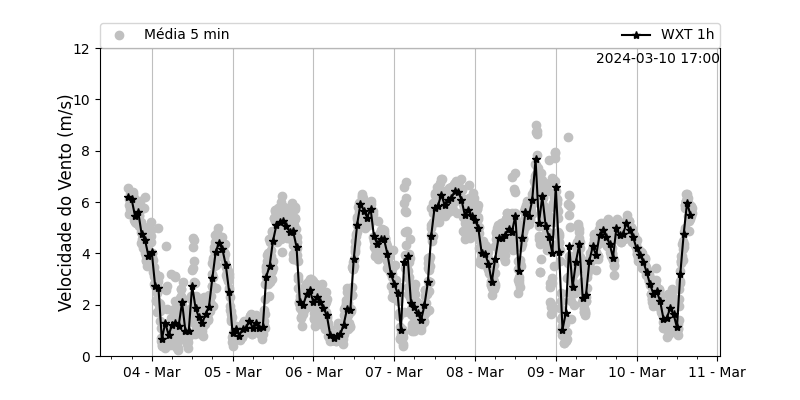 Média 5 min
WXT 1h
2024-03-10 17:00
Velocidade do Vento (m/s)
12
10
8
6
4
2
0
04 - Mar
05 - Mar
06 - Mar
07 - Mar
08 - Mar
09 - Mar
10 - Mar
11 - Mar